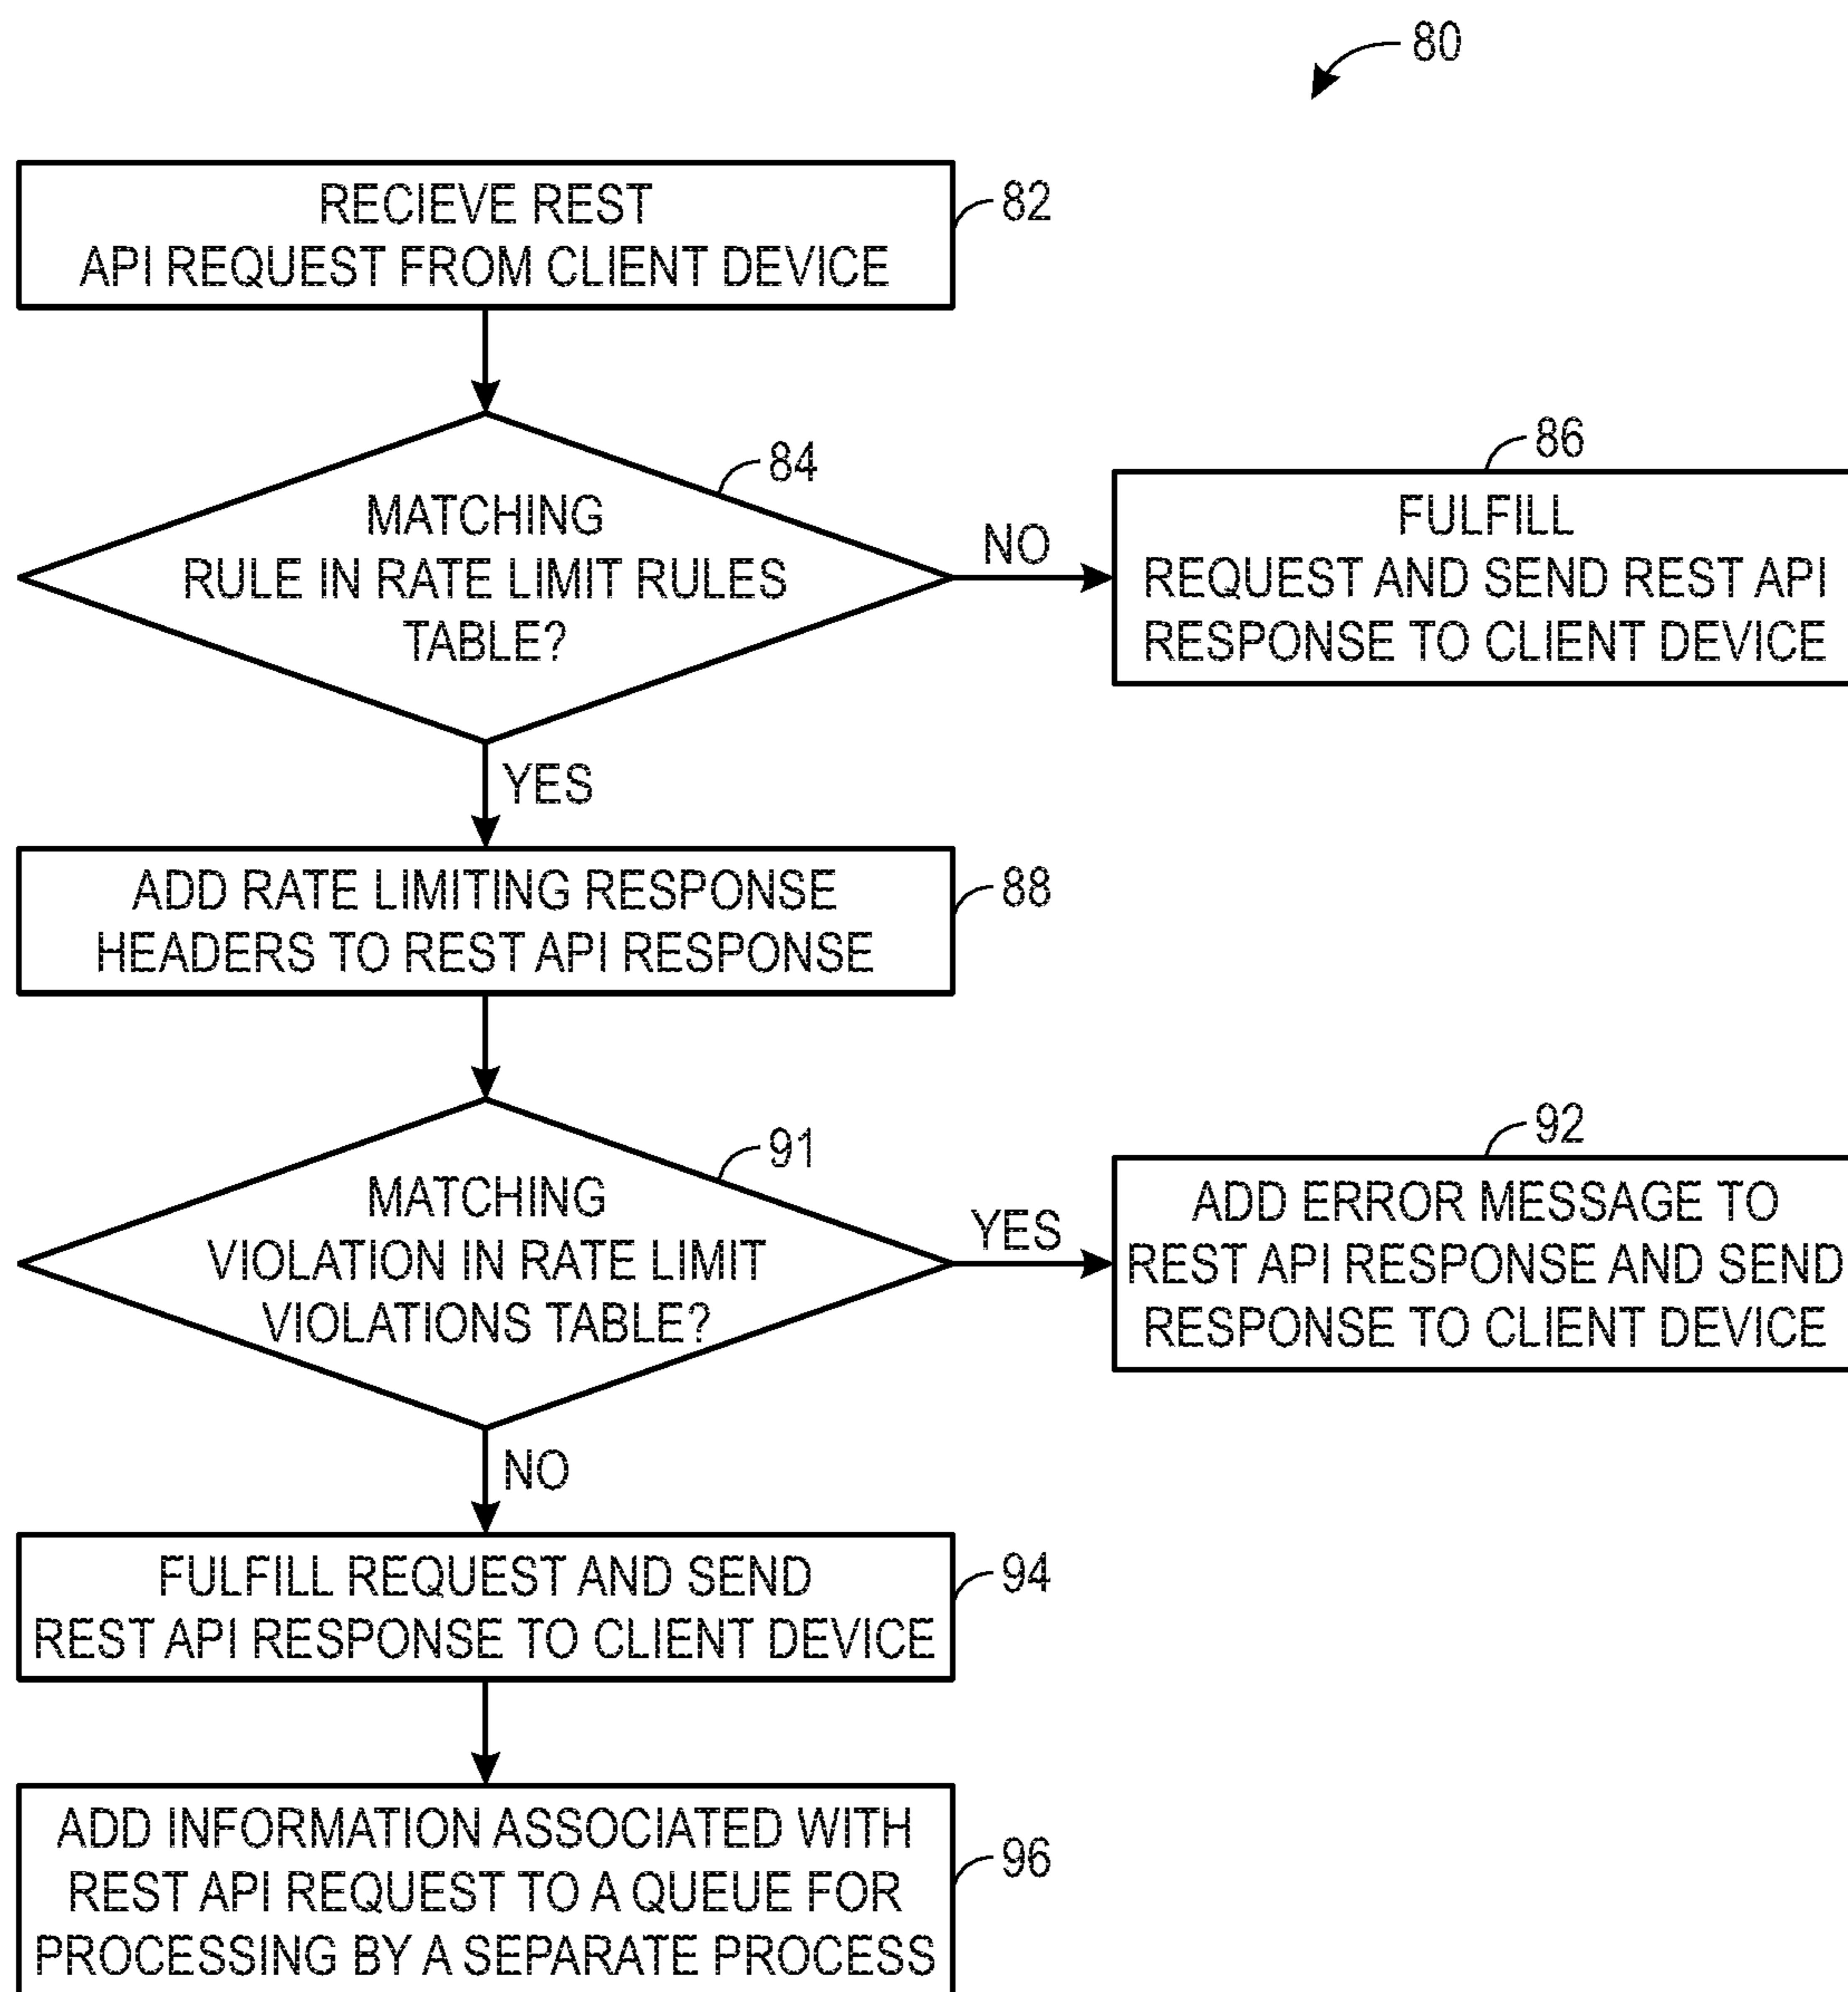 80
RECIEVE REST
API REQUEST FROM CLIENT DEVICE
82
84
MATCHING
RULE IN RATE LIMIT RULES
TABLE?
NO
86
FULFILL
REQUEST AND SEND REST API
RESPONSE TO CLIENT DEVICE
YES
ADD RATE LIMITING RESPONSE
HEADERS TO REST API RESPONSE
88
91
MATCHING
VIOLATION IN RATE LIMIT
VIOLATIONS TABLE?
YES
92
ADD ERROR MESSAGE TO
REST API RESPONSE AND SEND
RESPONSE TO CLIENT DEVICE
NO
FULFILL REQUEST AND SEND
REST API RESPONSE TO CLIENT DEVICE
94
ADD INFORMATION ASSOCIATED WITH
REST API REQUEST TO A QUEUE FOR
PROCESSING BY A SEPARATE PROCESS
96